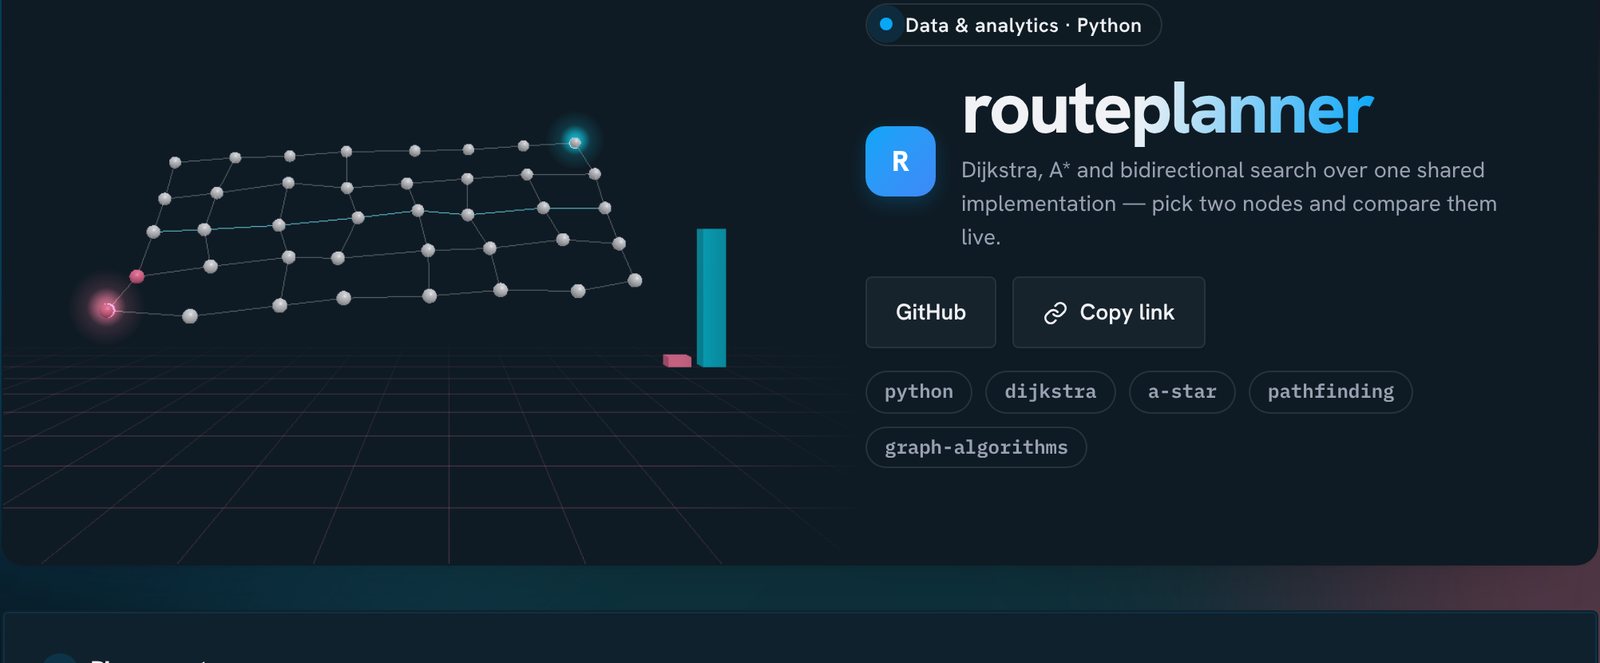 Data & analytics · Python
routeplanner
R
Dijkstra, A* and bidirectional search over one shared
implementation — pick two nodes and compare them
live.
GitHub
Copy link
python
dijkstra
a-star
pathfinding
graph-algorithms